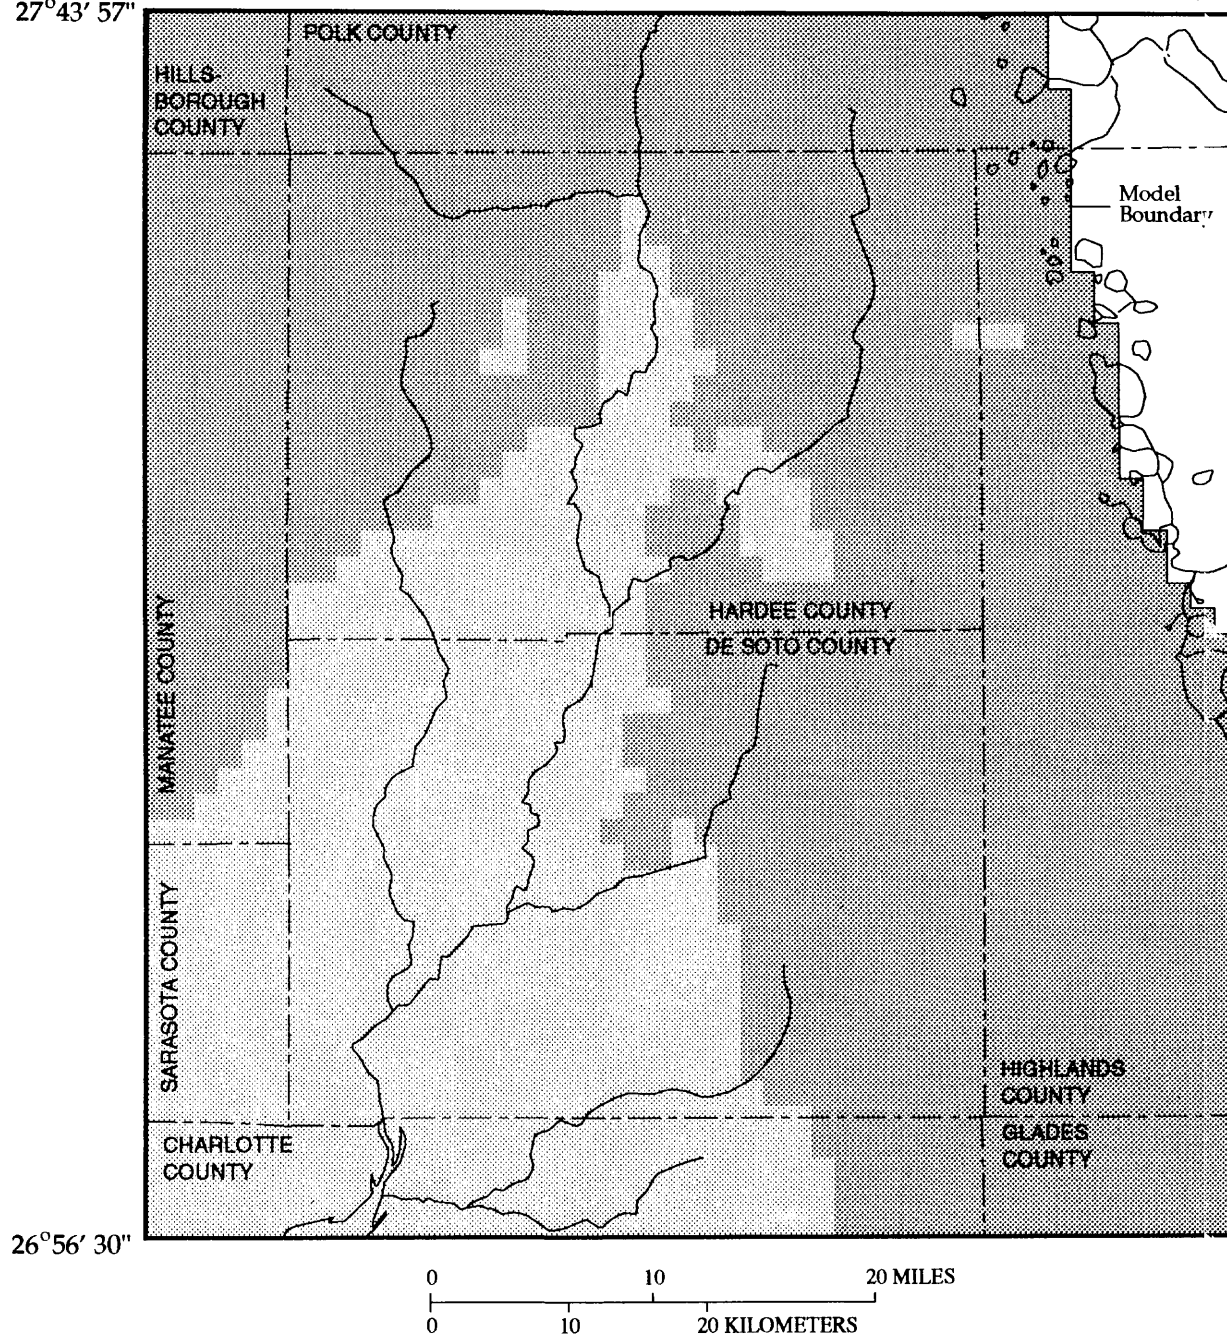 27°43' 57"
POLK COUNTY
HILLS-
BOROUGH
COUNTY
Model
Boundary
HARDEE COUNTY
DE SOTO COUNTY
MANATEE COUNTY
SARASOTA COUNTY
HIGHLANDS
COUNTY
CHARLOTTE
COUNTY
GLADES
COUNTY
26°56' 30"
0 10 20 MILES
0 10 20 KILOMETERS